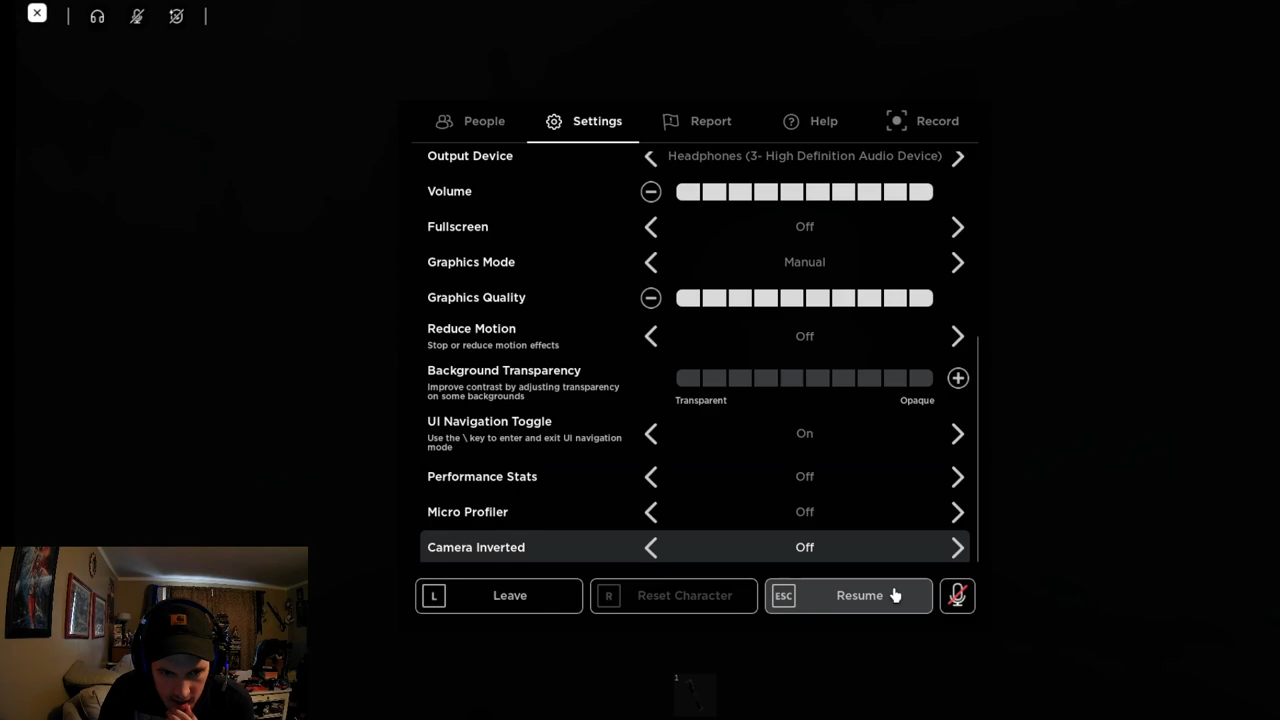 People
Settings
Report
Help
Record
Output Device
Headphones (3- High Definition Audio Device)
Volume
Fullscreen
Off
Graphics Mode
Manual
Graphics Quality
Reduce Motion
Stop or reduce motion effects
Off
Background Transparency
Improve contrast by adjusting transparency
on some backgrounds
Transparent
Opaque
UI Navigation Toggle
Use the \ key to enter and exit UI navigation
mode
On
Performance Stats
Off
Micro Profiler
Off
Camera Inverted
Off
L Leave
R Reset Character
ESC Resume
1